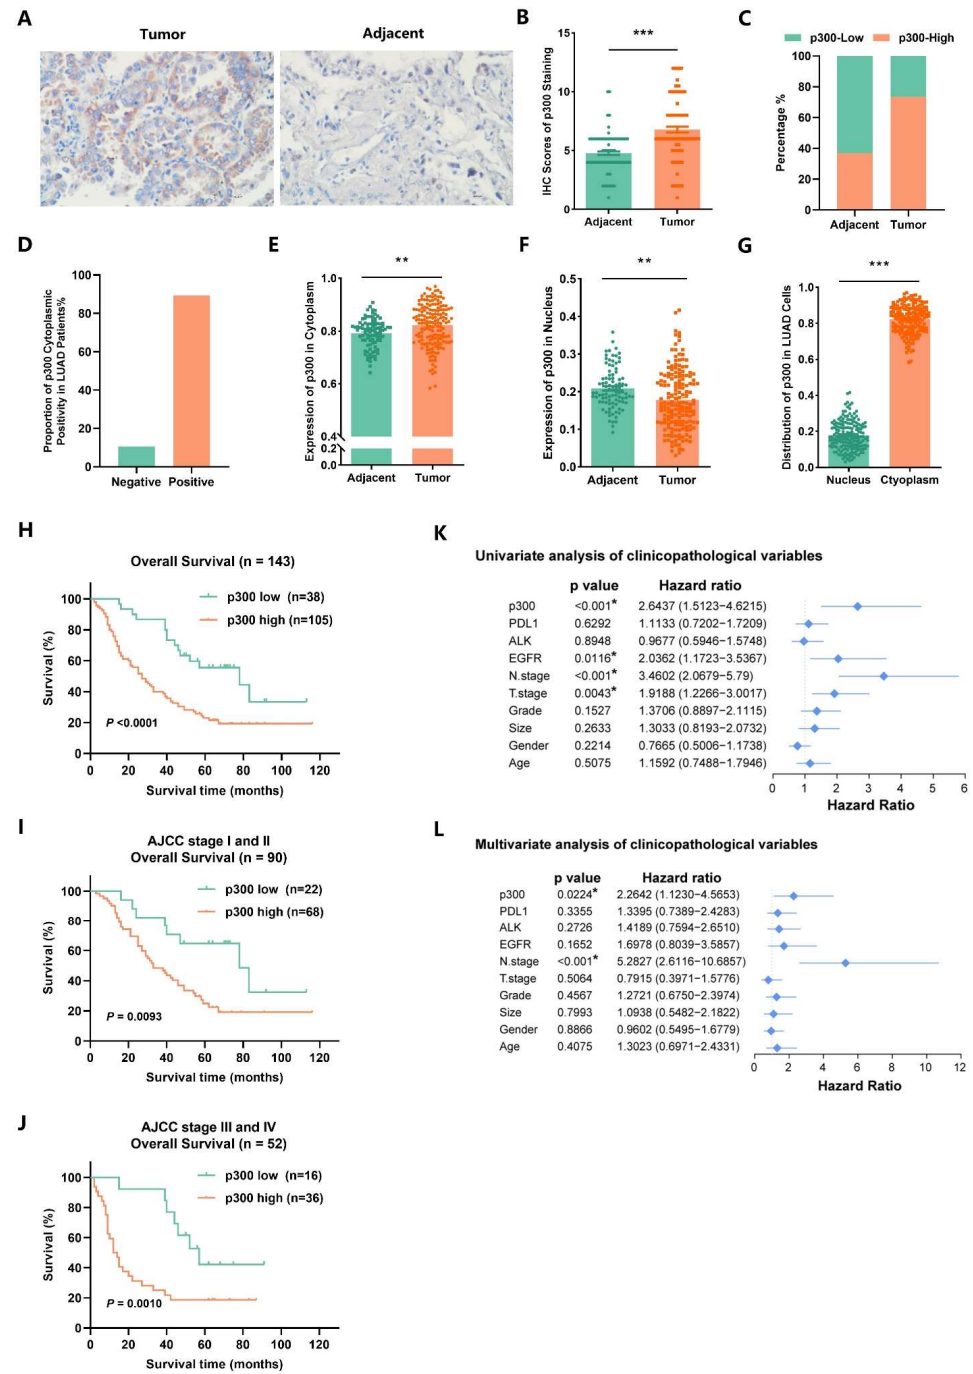 A
Tumor
Adjacent
B
***
IHC Scores of p300 Staining
15
10
5
0
Adjacent Tumor
C
p300-Low p300-High
Percentage %
100
80
60
40
20
0
Adjacent Tumor
D
Proportion of p300 Cytoplasmic
Positivity in LUAD Patients%
100
80
60
40
20
0
Negative Positive
E
**
Expression of p300 in Cytoplasm
1.0
0.8
0.6
0.4
0.2
0.0
Adjacent Tumor
F
**
Expression of p300 in Nucleus
0.5
0.4
0.3
0.2
0.1
0.0
Adjacent Tumor
G
***
Distribution of p300 in LUAD Cells
1.0
0.8
0.6
0.4
0.2
0.0
Nucleus Ctyoplasm
H
Overall Survival (n = 143)
p300 low (n=38)
p300 high (n=105)
Survival (%)
100
80
60
40
20
0
P <0.0001
0 20 40 60 80 100 120
Survival time (months)
I
AJCC stage I and II
Overall Survival (n = 90)
p300 low (n=22)
p300 high (n=68)
Survival (%)
100
80
60
40
20
0
P = 0.0093
0 20 40 60 80 100 120
Survival time (months)
J
AJCC stage III and IV
Overall Survival (n = 52)
p300 low (n=16)
p300 high (n=36)
Survival (%)
100
80
60
40
20
0
P = 0.0010
0 20 40 60 80 100 120
Survival time (months)
K
Univariate analysis of clinicopathological variables
p value Hazard ratio
p300 <0.001* 2.6437 (1.5123−4.6215)
PDL1 0.6292 1.1133 (0.7202−1.7209)
ALK 0.8948 0.9677 (0.5946−1.5748)
EGFR 0.0116* 2.0362 (1.1723−3.5367)
N.stage <0.001* 3.4602 (2.0679−5.79)
T.stage 0.0043* 1.9188 (1.2266−3.0017)
Grade 0.1527 1.3706 (0.8897−2.1115)
Size 0.2633 1.3033 (0.8193−2.0732)
Gender 0.2214 0.7665 (0.5006−1.1738)
Age 0.5075 1.1592 (0.7488−1.7946)
0 1 2 3 4 5 6
Hazard Ratio
L
Multivariate analysis of clinicopathological variables
p value Hazard ratio
p300 0.0224* 2.2642 (1.1230−4.5653)
PDL1 0.3355 1.3395 (0.7389−2.4283)
ALK 0.2726 1.4189 (0.7594−2.6510)
EGFR 0.1652 1.6978 (0.8039−3.5857)
N.stage <0.001* 5.2827 (2.6116−10.6857)
T.stage 0.5064 0.7915 (0.3971−1.5776)
Grade 0.4567 1.2721 (0.6750−2.3974)
Size 0.7993 1.0938 (0.5482−2.1822)
Gender 0.8866 0.9602 (0.5495−1.6779)
Age 0.4075 1.3023 (0.6971−2.4331)
0 2 4 6 8 10 12
Hazard Ratio